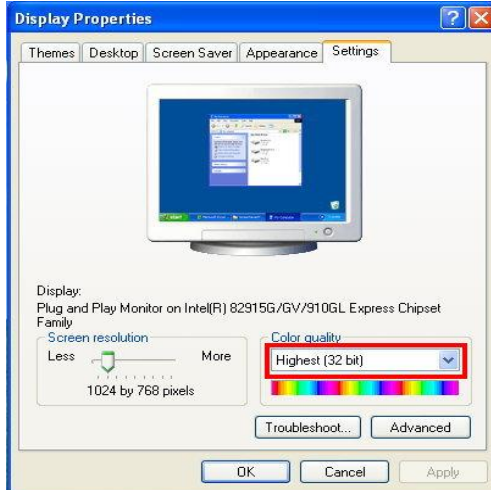 Display Properties
Themes Desktop Screen Saver Appearance Settings
Display:
Plug and Play Monitor on Intel(R) 82915G/GV/910GL Express Chipset
Family
Screen resolution
Less More
1024 by 768 pixels
Color quality
Highest (32 bit)
Troubleshoot... Advanced
OK Cancel Apply